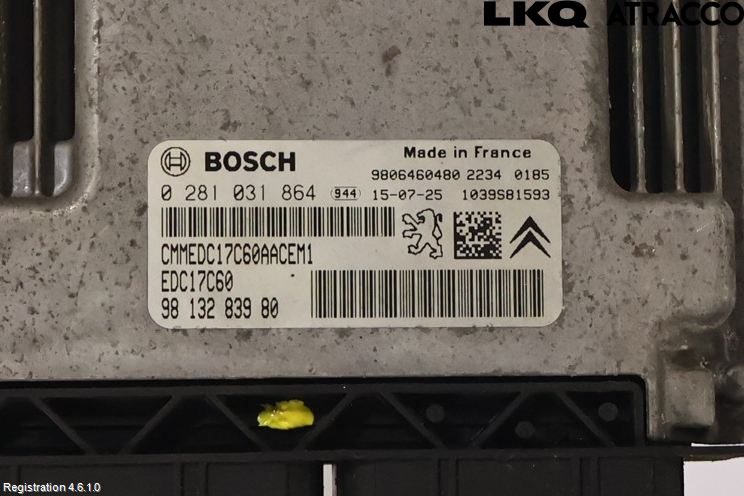 LKQ ATRACCO
BOSCH
Made in France
9806460480 2234 0185
0 281 031 864 944 15-07-25 1039S81593
CMMEDC17C60AACEM1
EDC17C60
98 132 839 80
Registration 4.6.1.0